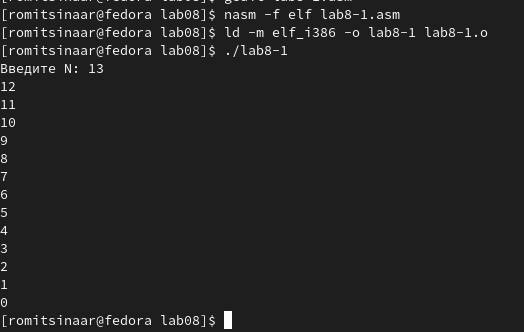 [romitsinaar@fedora lab08]$ nasm -f elf lab8-1.asm
[romitsinaar@fedora lab08]$ ld -m elf_i386 -o lab8-1 lab8-1.o
[romitsinaar@fedora lab08]$ ./lab8-1
Введите N: 13
12
11
10
9
8
7
6
5
4
3
2
1
0
[romitsinaar@fedora lab08]$